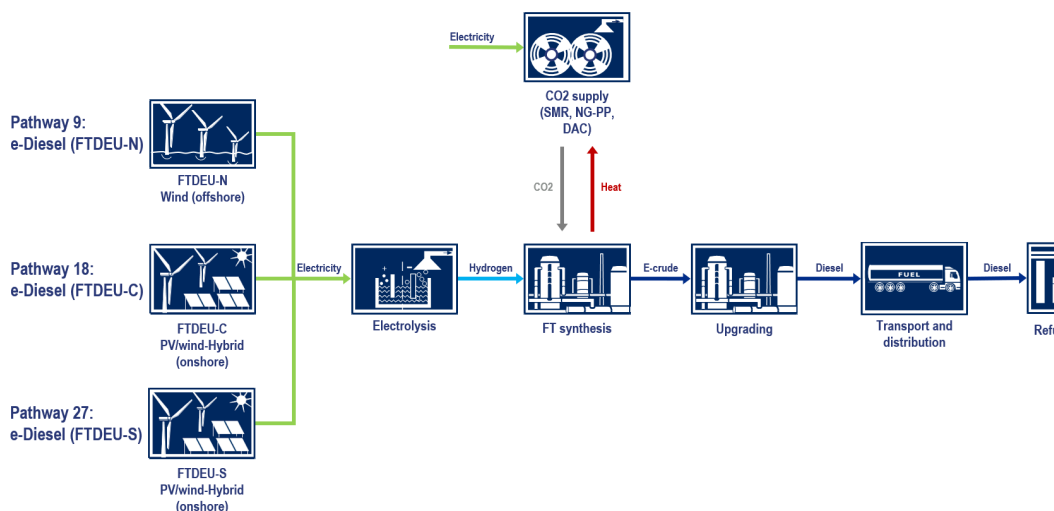 Electricity
CO2 supply
(SMR, NG-PP,
DAC)
Pathway 9:
e-Diesel (FTDEU-N)
FTDEU-N
Wind (offshore)
CO2
Heat
Pathway 18:
e-Diesel (FTDEU-C)
FTDEU-C
PV/wind-Hybrid
(onshore)
Electricity
Electrolysis
Hydrogen
FT synthesis
E-crude
Upgrading
Diesel
FUEL
Transport and
distribution
Diesel
Pathway 27:
e-Diesel (FTDEU-S)
FTDEU-S
PV/wind-Hybrid
(onshore)